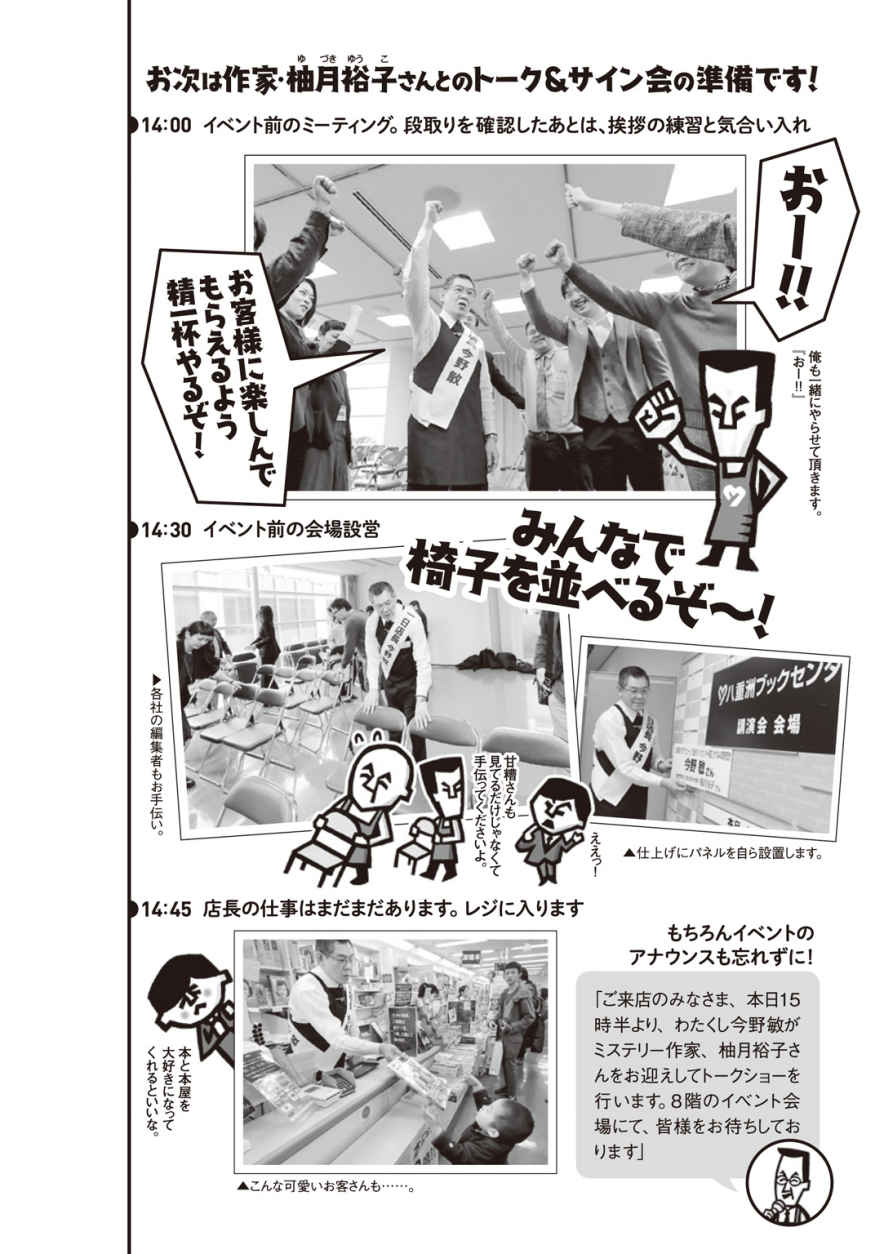 お次は作家・柚月裕子さんとのトーク&サイン会の準備です!
ゆづきゆうこ
14:00 イベント前のミーティング。段取りを確認したあとは、挨拶の練習と気合い入れ
おー!!
お客様に楽しんで
もらえるよう
精一杯やるぞ!
今野敏
俺も一緒にやらせて頂きます。
『おー!!』
14:30 イベント前の会場設営
みんなで
椅子を並べるぞ〜!
一日店長 今野
▶各社の編集者もお手伝い。
八重洲ブックセンタ
講演会 会場
今野 敏さん
甘糟さんも
見てるだけじゃなくて
手伝ってくださいよ。
ええっ!
▲仕上げにパネルを自ら設置します。
14:45 店長の仕事はまだまだあります。レジに入ります
もちろんイベントの
アナウンスも忘れずに!
「ご来店のみなさま、本日15
時半より、わたくし今野敏が
ミステリー作家、柚月裕子さ
んをお迎えしてトークショーを
行います。8階のイベント会
場にて、皆様をお待ちしてお
ります」
本と本屋を
大好きになって
くれるといいな。
▲こんな可愛いお客さんも……。